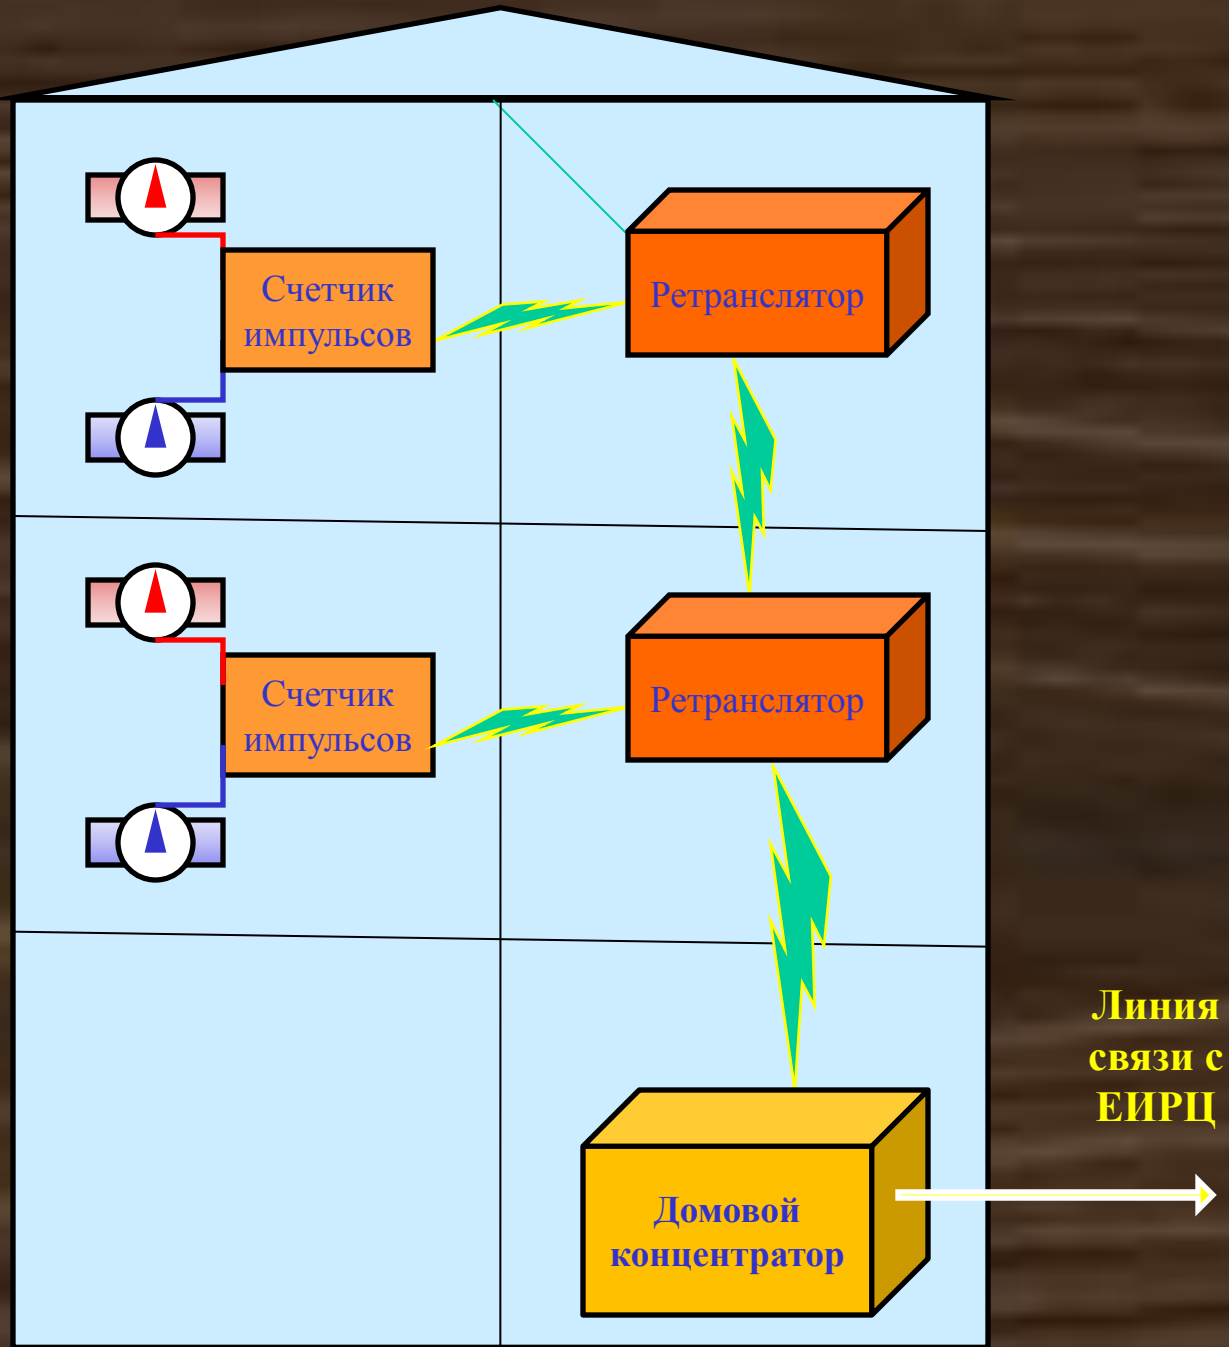 Счетчик
импульсов
Ретранслятор
Счетчик
импульсов
Ретранслятор
Линия
связи с
ЕИРЦ
Домовой
концентратор